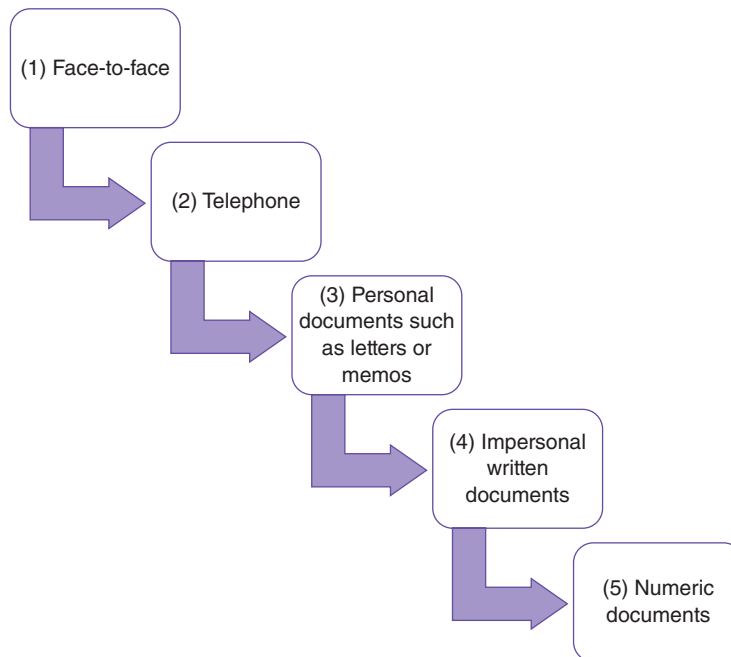 (1) Face-to-face
(2) Telephone
(3) Personal
documents such
as letters or
memos
(4) Impersonal
written
documents
(5) Numeric
documents